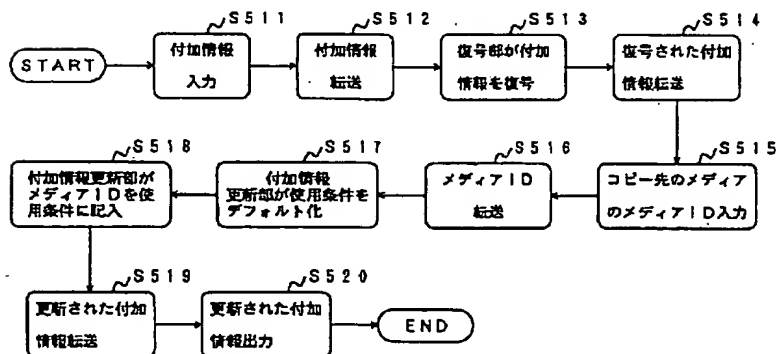 S511
S512
S513
S514
START
付加情報
入力
付加情報
転送
復号部が付加
情報を復号
復号された付加
情報転送
S518
S517
S516
S515
付加情報更新部が
メディアIDを使
用条件に記入
付加情報
更新部が使用条件を
デフォルト化
メディアID
転送
コピー先のメディア
のメディアID入力
S519
S520
更新された付加
情報転送
更新された付加
情報出力
END